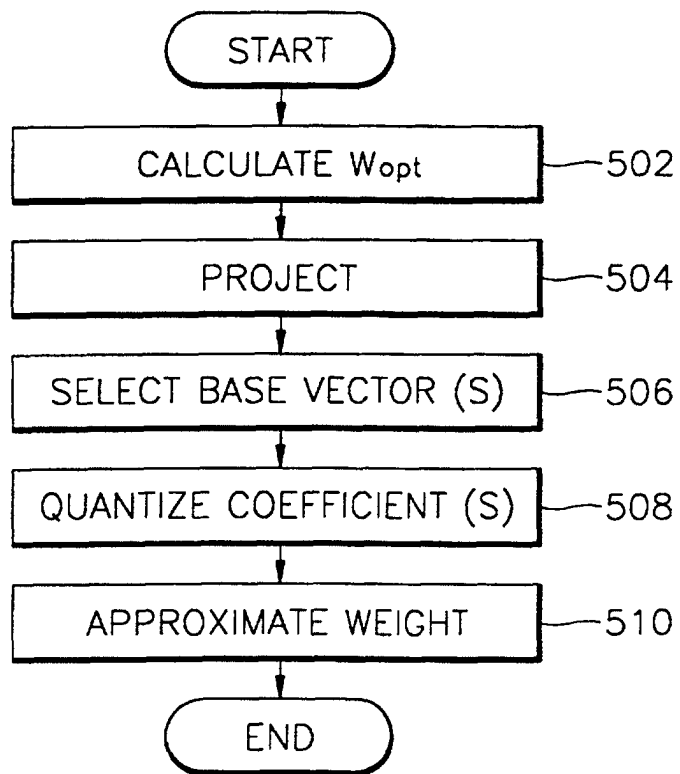 START
CALCULATE Wopt 502
PROJECT 504
SELECT BASE VECTOR (S) 506
QUANTIZE COEFFICIENT (S) 508
APPROXIMATE WEIGHT 510
END